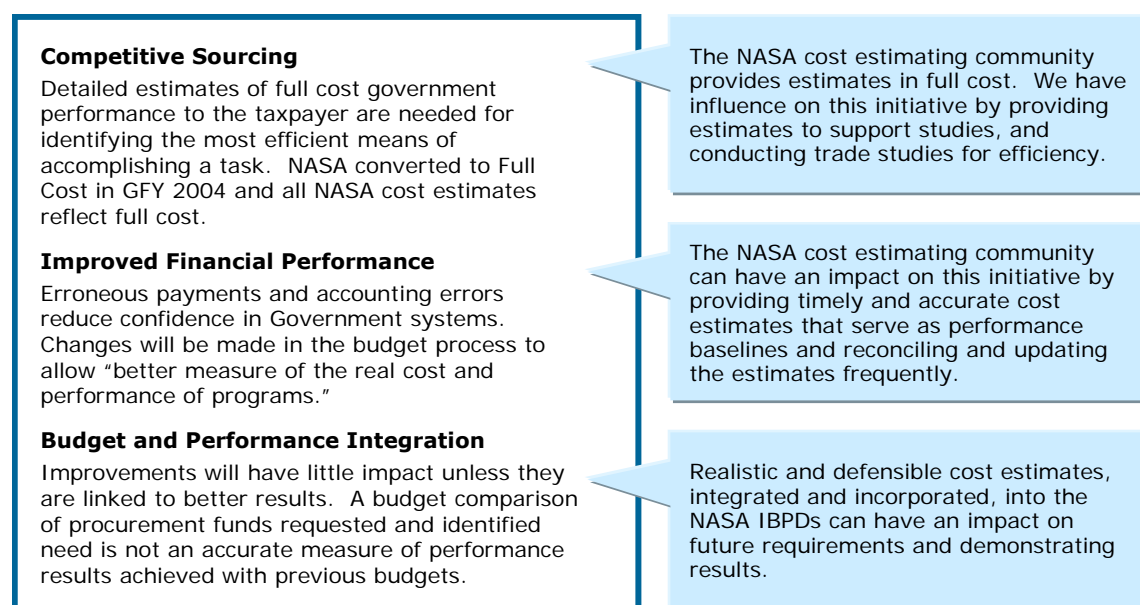 Competitive Sourcing
Detailed estimates of full cost government
performance to the taxpayer are needed for
identifying the most efficient means of
accomplishing a task.  NASA converted to Full
Cost in GFY 2004 and all NASA cost estimates
reflect full cost.
The NASA cost estimating community
provides estimates in full cost.  We have
influence on this initiative by providing
estimates to support studies, and
conducting trade studies for efficiency.
Improved Financial Performance
Erroneous payments and accounting errors
reduce confidence in Government systems.
Changes will be made in the budget process to
allow “better measure of the real cost and
performance of programs.”
The NASA cost estimating community
can have an impact on this initiative by
providing timely and accurate cost
estimates that serve as performance
baselines and reconciling and updating
the estimates frequently.
Budget and Performance Integration
Improvements will have little impact unless they
are linked to better results.  A budget comparison
of procurement funds requested and identified
need is not an accurate measure of performance
results achieved with previous budgets.
Realistic and defensible cost estimates,
integrated and incorporated, into the
NASA IBPDs can have an impact on
future requirements and demonstrating
results.